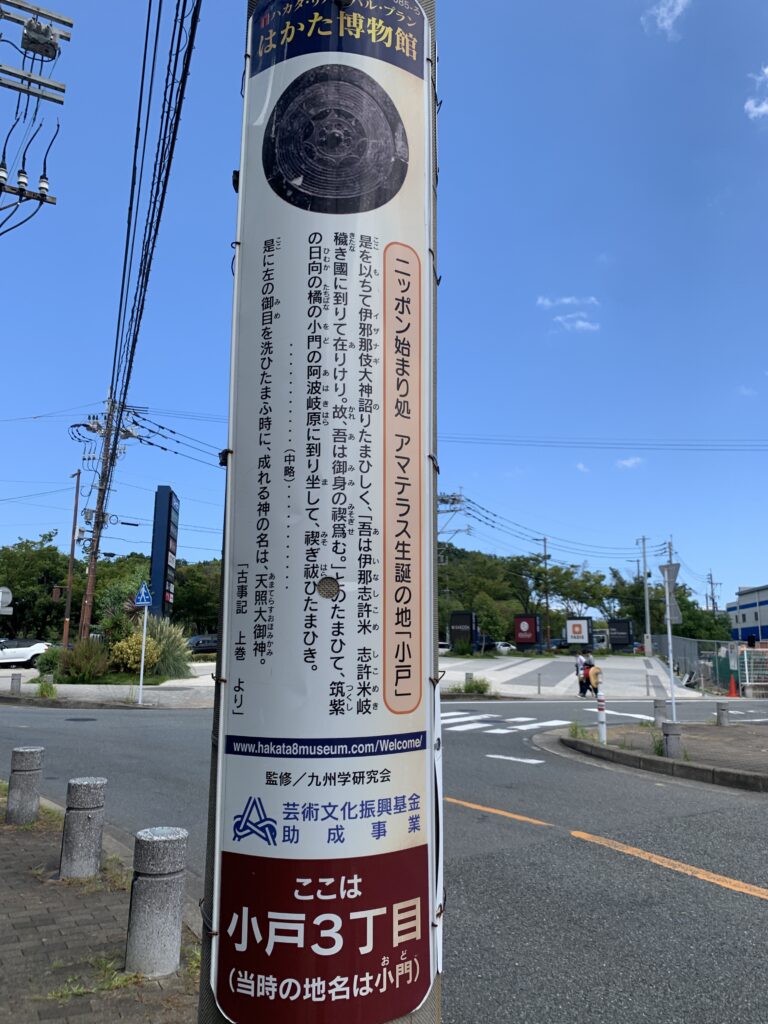 はかた博物館
ニッポン始まり処 アマテラス生誕の地「小戸」
是を以ちて伊邪那伎大神詔りたまひしく、「吾は伊那志許米 志許米岐
穢き國に到りて在りけり。故、吾は御身の禊爲む。」とのたまひて、筑紫
の日向の橘の小門の阿波岐原に到り坐して、禊ぎ祓ひたまひき。
(中略)
是に左の御目を洗ひたまふ時に、成れる神の名は、天照大御神。
「古事記 上巻 より」
www.hakata8museum.com/Welcome/
監修/九州学研究会
芸術文化振興基金
助成事業
ここは
小戸3丁目
(当時の地名は小門)
おど